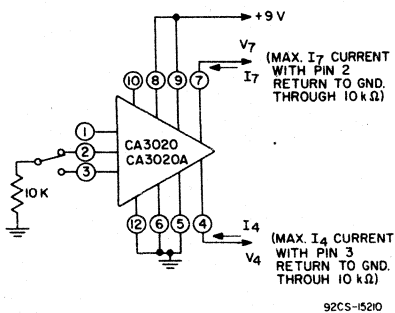 +9 V
V7
I7
(MAX. I7 CURRENT
WITH PIN 2
RETURN TO GND.
THROUGH 10 kΩ)
10
8
9
7
1
2
3
CA3020
CA3020A
10K
12
6
5
4
I4
V4
(MAX. I4 CURRENT
WITH PIN 3
RETURN TO GND.
THROUH 10 kΩ)
92CS-15210